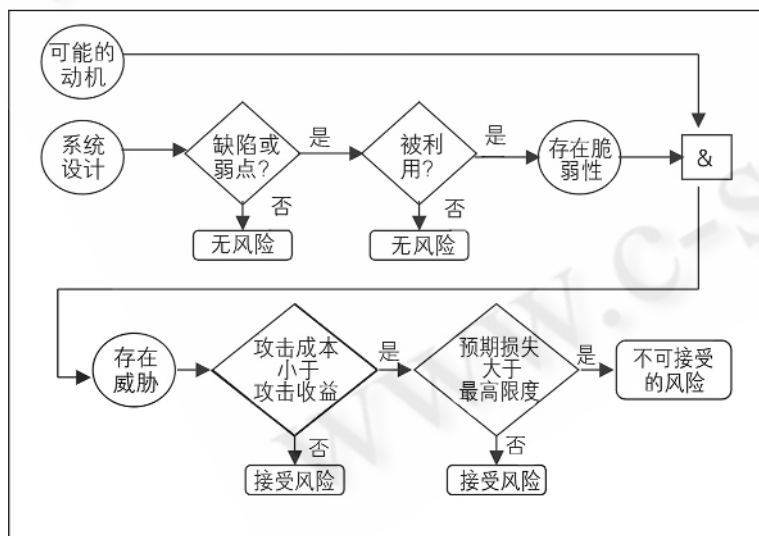 可能的
动机
系统
设计
缺陷或
弱点?
是
被利
用?
是
存在脆
弱性
&
否
无风险
否
无风险
存在
威胁
攻击成本
小于
攻击收益
是
预期损失
大于
最高限度
是
不可接受
的风险
否
接受风险
否
接受风险
www.c-s